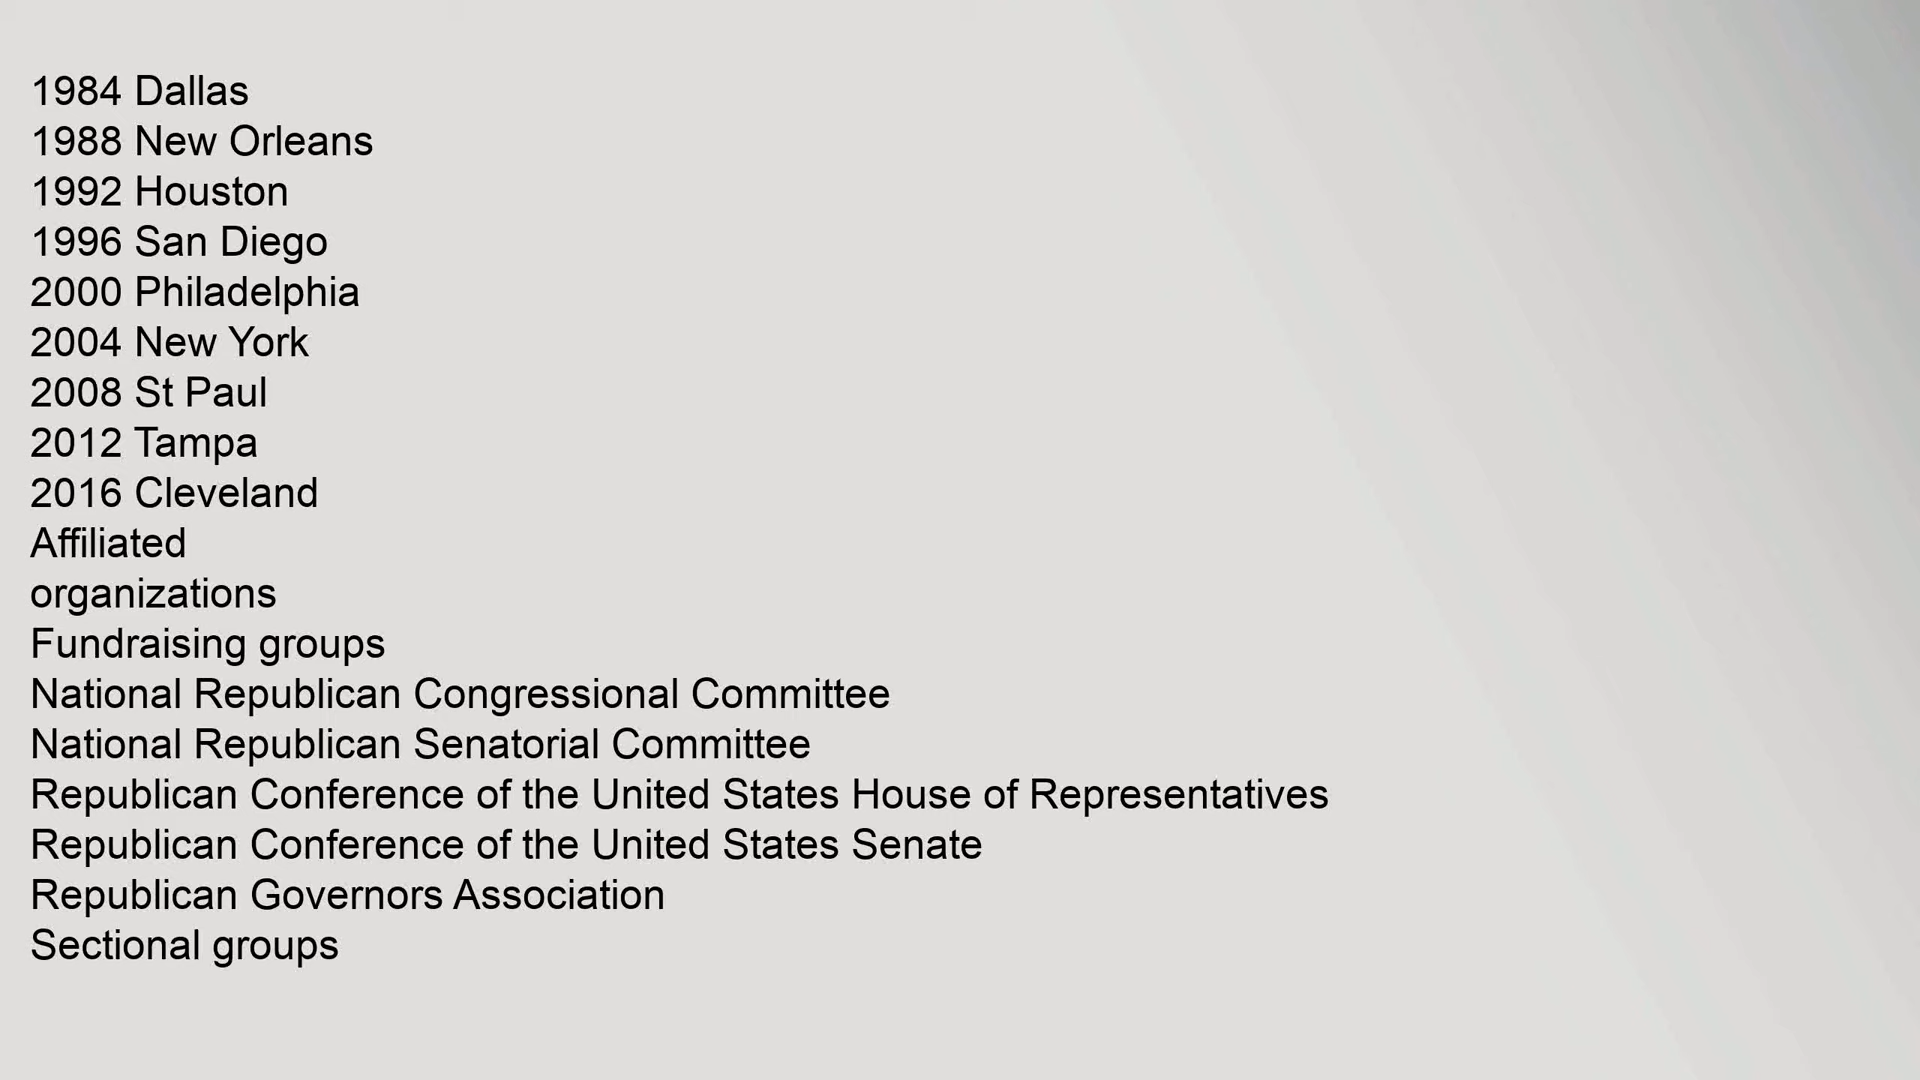 1984 Dallas
1988 New Orleans
1992 Houston
1996 San Diego
2000 Philadelphia
2004 New York
2008 St Paul
2012 Tampa
2016 Cleveland
Affiliated
organizations
Fundraising groups
National Republican Congressional Committee
National Republican Senatorial Committee
Republican Conference of the United States House of Representatives
Republican Conference of the United States Senate
Republican Governors Association
Sectional groups